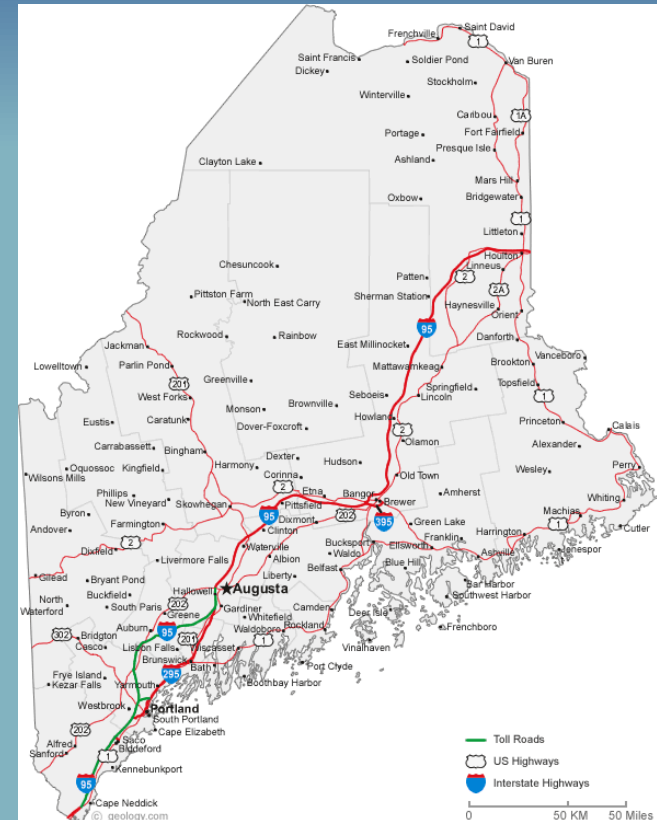 Saint David
Frenchville
1
Saint Francis
Soldier Pond
Van Buren
Dickey
Stockholm
Winterville
Caribou
1A
Portage
Fort Fairfield
Presque Isle
Clayton Lake
Ashland
Mars Hill
Oxbow
Bridgewater
1
Littleton
Houlton
Chesuncook
Linneus
Patten
2
2A
Pittston Farm
North East Carry
Sherman Station
Haynesville
Orient
95
Rockwood
Rainbow
Danforth
Jackman
East Millinocket
Vanceboro
Parlin Pond
Mattawamkeag
Brookton
Lowelltown
Greenville
Topsfield
201
Springfield
West Forks
Seboeis
Lincoln
1
Monson
Brownville
Caratunk
Howland
Eustis
Dover-Foxcroft
2
Princeton
Calais
Carrabassett
Bingham
Olamon
Alexander
Dexter
Hudson
Oquossoc
Kingfield
Harmony
Perry
Wilsons Mills
Corinna
Old Town
Wesley
2
Etna
Bangor
Amherst
Phillips
New Vineyard
Skowhegan
Pittsfield
Brewer
Whiting
Byron
95
Dixmont
202
395
Machias
Andover
Farmington
Clinton
Green Lake
1
Cutler
2
Franklin
Harrington
Dixfield
Waterville
Bucksport
Ellsworth
Jonespor
Albion
Waldo
Ashville
Livermore Falls
Belfast
Blue Hill
Gilead
Bryant Pond
Liberty
Bar Harbor
Buckfield
Hallowell
Augusta
Southwest Harbor
North
Waterford
South Paris
202
Gardiner
Camden
Deer Isle
Greene
Whitefield
Frenchboro
302
Bridgton
Auburn
95
201
Waldoboro
Rockland
Casco
Lisbon Falls
Wiscasset
1
Vinalhaven
Brunswick
Bath
Port Clyde
Frye Island
295
Kezar Falls
Yarmouth
Boothbay Harbor
Westbrook
Portland
South Portland
202
Cape Elizabeth
Toll Roads
Alfred
Saco
Sanford
1
Biddeford
US Highways
Kennebunkport
95
Interstate Highways
Cape Neddick
0
50 KM
50 Miles
© geology.com